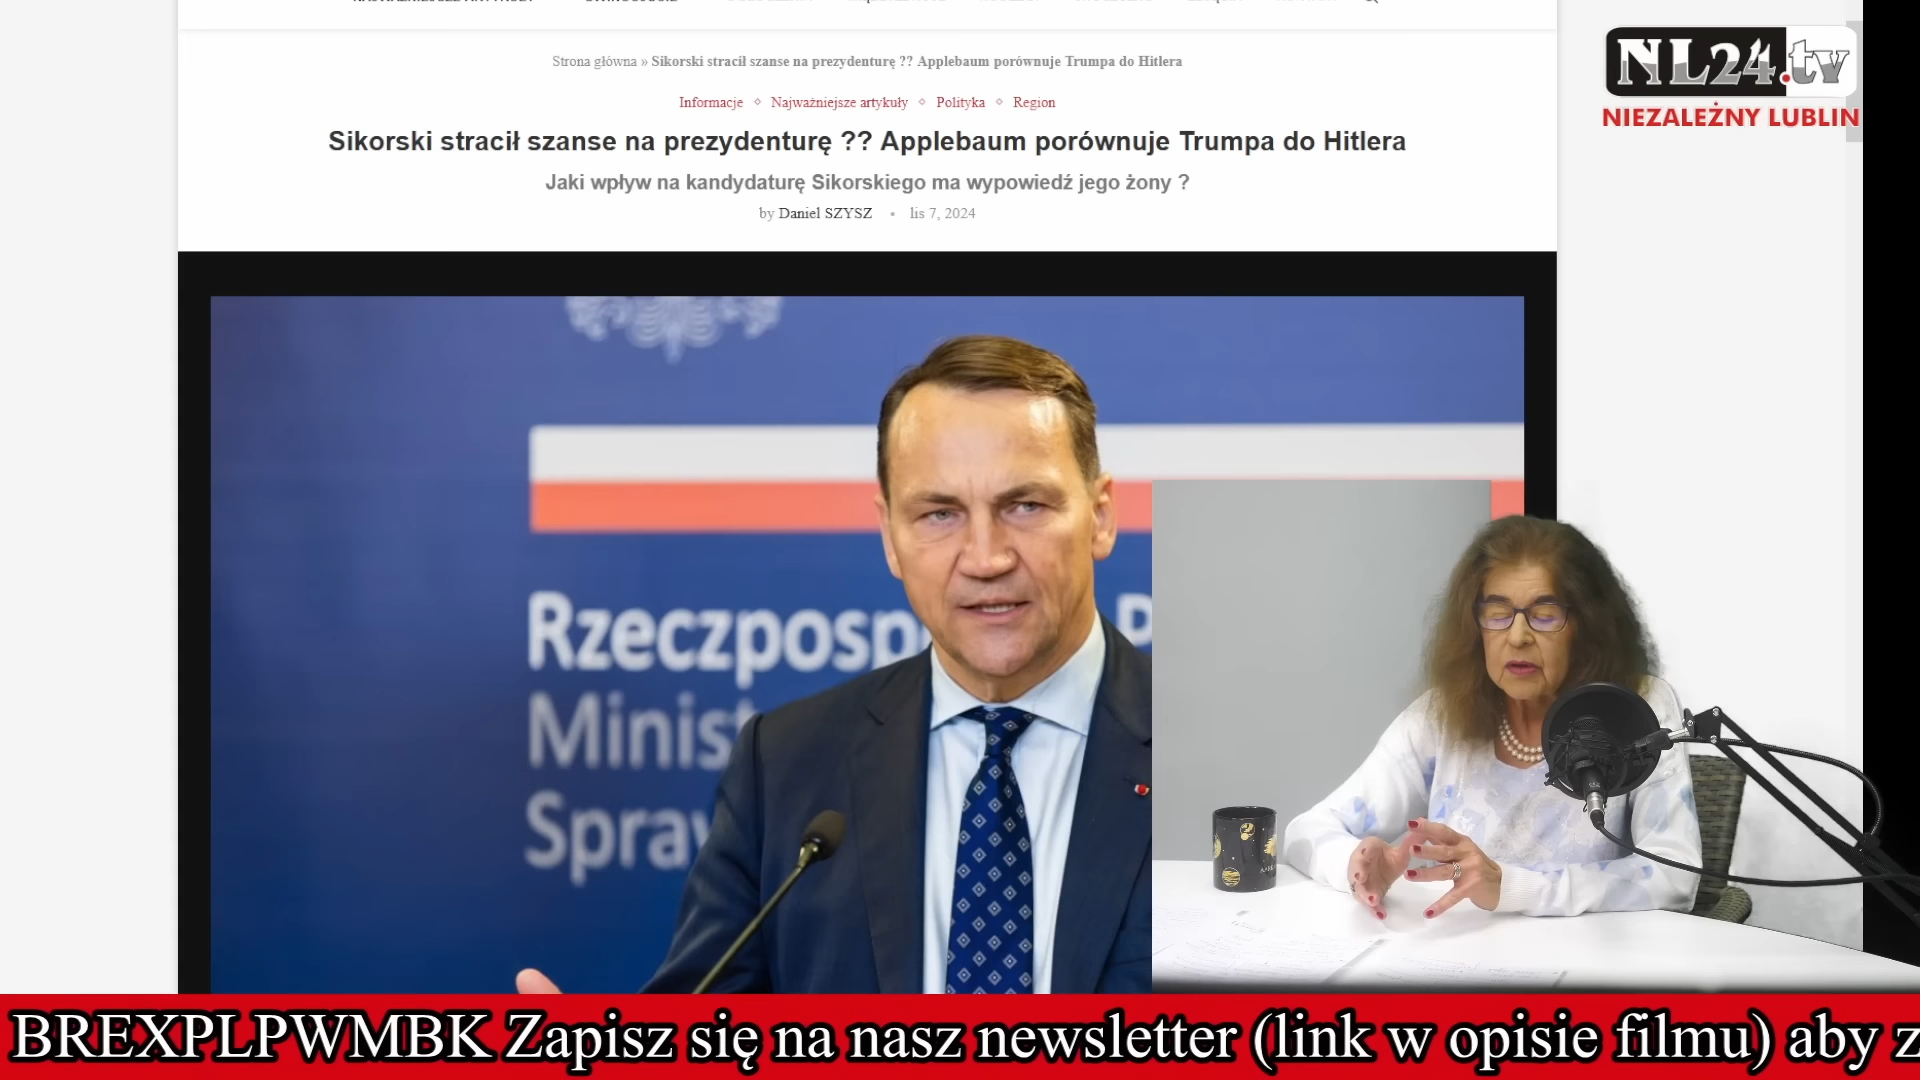 NL24.tv
NIEZALEŻNY LUBLIN
Strona główna » Sikorski stracił szanse na prezydenturę ?? Applebaum porównuje Trumpa do Hitlera
Informacje ◇ Najważniejsze artykuły ◇ Polityka ◇ Region
Sikorski stracił szanse na prezydenturę ?? Applebaum porównuje Trumpa do Hitlera
Jaki wpływ na kandydaturę Sikorskiego ma wypowiedź jego żony ?
by Daniel SZYSZ • lis 7, 2024
Rzeczposp P
Minist
Spraw
BREXPLPWMBK Zapisz się na nasz newsletter (link w opisie filmu) aby z